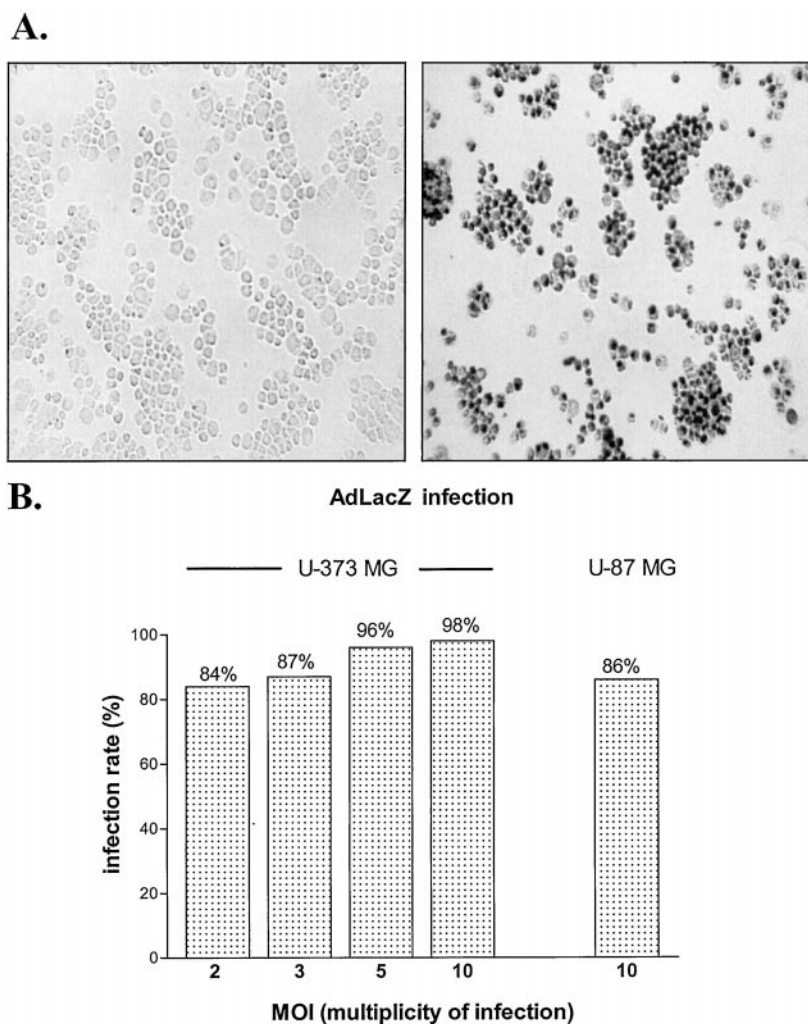 A.
B.
AdLacZ infection
U-373 MG
U-87 MG
84%
87%
96%
98%
86%
100
80
60
40
20
0
infection rate (%)
2
3
5
10
10
MOI (multiplicity of infection)